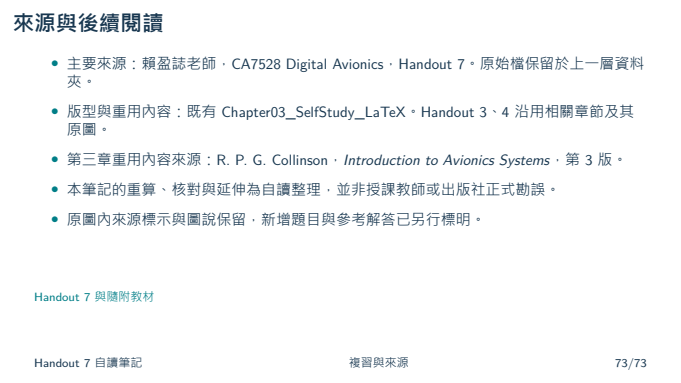 來源與後續閱讀
• 主要來源：賴盈誌老師，CA7528 Digital Avionics，Handout 7。原始檔保留於上一層資料
夾。
• 版型與重用內容：既有 Chapter03_SelfStudy_LaTeX。Handout 3、4 沿用相關章節及其
原圖。
• 第三章重用內容來源：R. P. G. Collinson，Introduction to Avionics Systems，第 3 版。
• 本筆記的重算、核對與延伸為自讀整理，並非授課教師或出版社正式勘誤。
• 原圖內來源標示與圖說保留，新增題目與參考解答已另行標明。
Handout 7 與隨附教材
Handout 7 自讀筆記
複習與來源
73/73